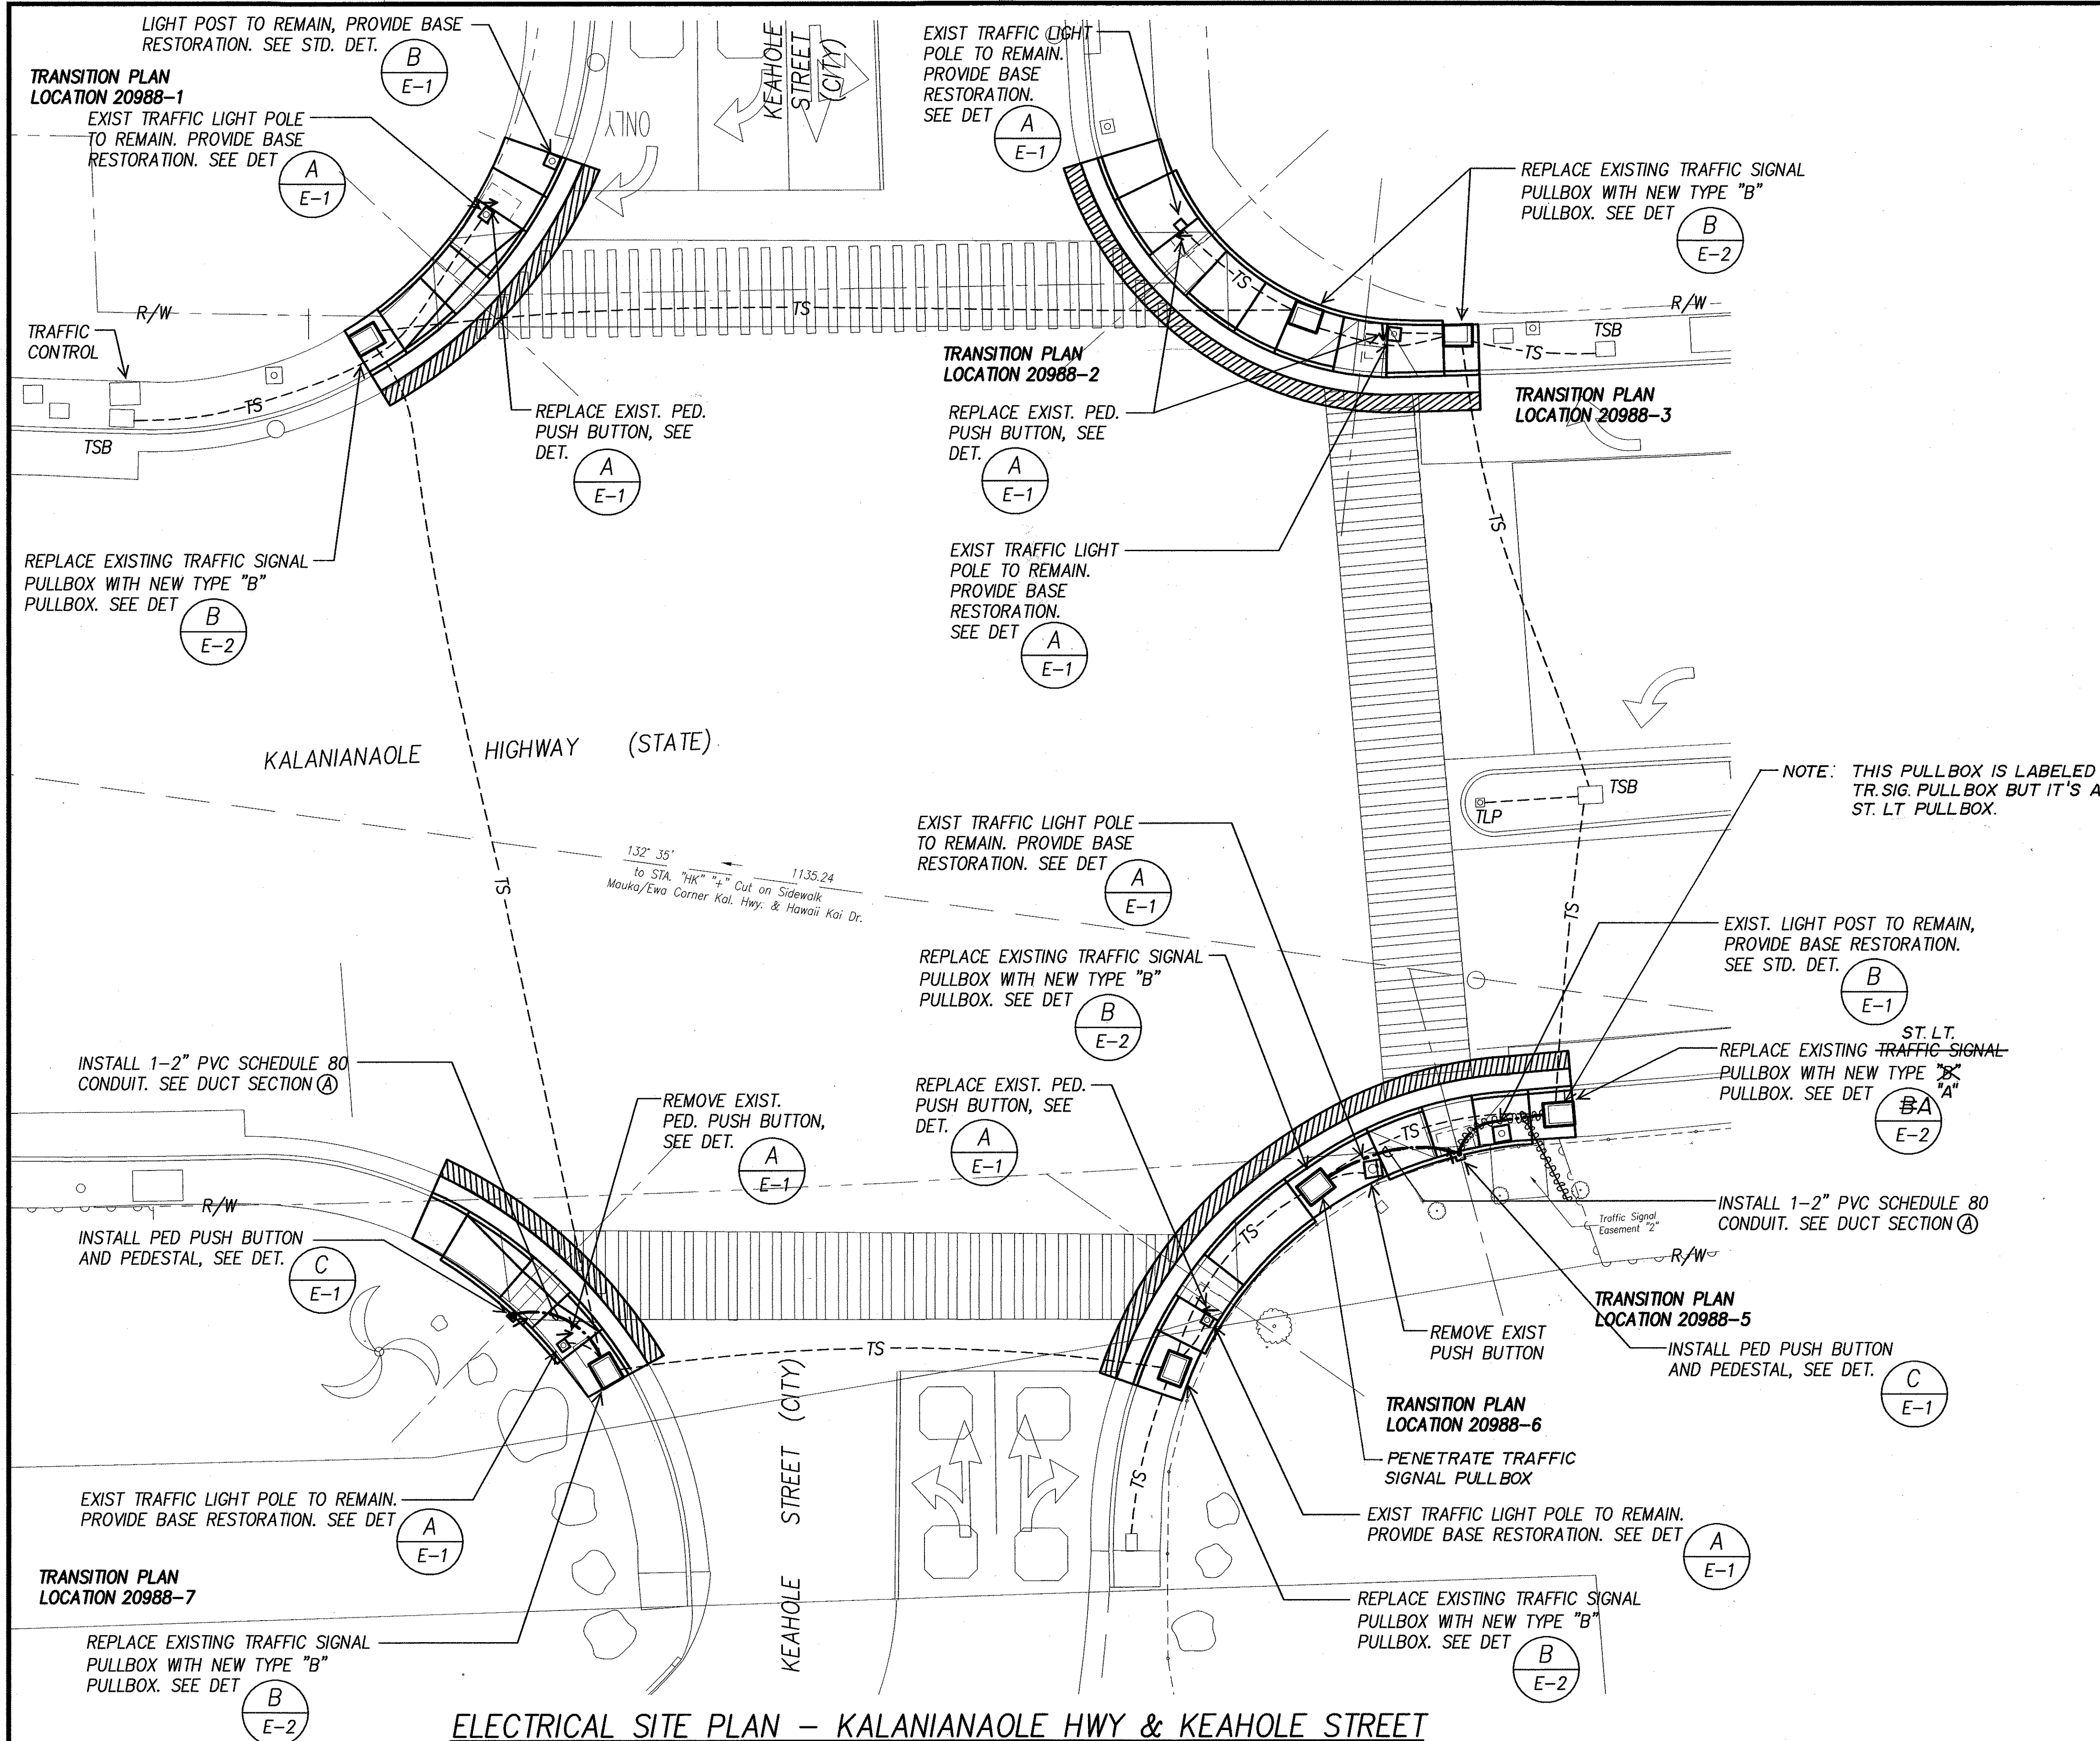 LIGHT POST TO REMAIN, PROVIDE BASE
RESTORATION. SEE STD. DET.
B
E-1
TRANSITION PLAN
LOCATION 20988-1
EXIST TRAFFIC LIGHT POLE
TO REMAIN. PROVIDE BASE
RESTORATION. SEE DET
A
E-1
ONLY
KEAHOLE
STREET
(CITY)
EXIST TRAFFIC LIGHT
POLE TO REMAIN.
PROVIDE BASE
RESTORATION.
SEE DET
A
E-1
REPLACE EXISTING TRAFFIC SIGNAL
PULLBOX WITH NEW TYPE "B"
PULLBOX. SEE DET
B
E-2
R/W
TRAFFIC
CONTROL
TS
TSB
TS
TS
R/W
TSB
TS
TRANSITION PLAN
LOCATION 20988-2
TRANSITION PLAN
LOCATION 20988-3
REPLACE EXIST. PED.
PUSH BUTTON, SEE
DET.
A
E-1
REPLACE EXIST. PED.
PUSH BUTTON, SEE
DET.
A
E-1
TS
REPLACE EXISTING TRAFFIC SIGNAL
PULLBOX WITH NEW TYPE "B"
PULLBOX. SEE DET
B
E-2
EXIST TRAFFIC LIGHT
POLE TO REMAIN.
PROVIDE BASE
RESTORATION.
SEE DET
A
E-1
KALANIANAOLE HIGHWAY (STATE)
TSB
TLP
NOTE: THIS PULLBOX IS LABELED
TR.SIG. PULLBOX BUT IT'S A
ST. LT PULLBOX.
132° 35' 1135.24
to STA. "HK" "+" Cut on Sidewalk
Mauka/Ewa Corner Kal. Hwy. & Hawaii Kai Dr.
TS
EXIST TRAFFIC LIGHT POLE
TO REMAIN. PROVIDE BASE
RESTORATION. SEE DET
A
E-1
TS
EXIST. LIGHT POST TO REMAIN,
PROVIDE BASE RESTORATION.
SEE STD. DET.
B
E-1
REPLACE EXISTING TRAFFIC SIGNAL
PULLBOX WITH NEW TYPE "B"
PULLBOX. SEE DET
B
E-2
ST. LT.
REPLACE EXISTING TRAFFIC SIGNAL
PULLBOX WITH NEW TYPE "B"
"A"
PULLBOX. SEE DET
B A
E-2
INSTALL 1-2" PVC SCHEDULE 80
CONDUIT. SEE DUCT SECTION A
REMOVE EXIST.
PED. PUSH BUTTON,
SEE DET.
A
E-1
REPLACE EXIST. PED.
PUSH BUTTON, SEE
DET.
A
E-1
TS
R/W
INSTALL PED PUSH BUTTON
AND PEDESTAL, SEE DET.
C
E-1
TS
Traffic Signal
Easement "2"
INSTALL 1-2" PVC SCHEDULE 80
CONDUIT. SEE DUCT SECTION A
R/W
TRANSITION PLAN
LOCATION 20988-5
REMOVE EXIST
PUSH BUTTON
INSTALL PED PUSH BUTTON
AND PEDESTAL, SEE DET.
C
E-1
TS
TRANSITION PLAN
LOCATION 20988-6
PENETRATE TRAFFIC
SIGNAL PULLBOX
TS
KEAHOLE STREET (CITY)
EXIST TRAFFIC LIGHT POLE TO REMAIN.
PROVIDE BASE RESTORATION. SEE DET
A
E-1
EXIST TRAFFIC LIGHT POLE TO REMAIN.
PROVIDE BASE RESTORATION. SEE DET
A
E-1
TRANSITION PLAN
LOCATION 20988-7
REPLACE EXISTING TRAFFIC SIGNAL
PULLBOX WITH NEW TYPE "B"
PULLBOX. SEE DET
B
E-2
REPLACE EXISTING TRAFFIC SIGNAL
PULLBOX WITH NEW TYPE "B"
PULLBOX. SEE DET
B
E-2
ELECTRICAL SITE PLAN – KALANIANAOLE HWY & KEAHOLE STREET